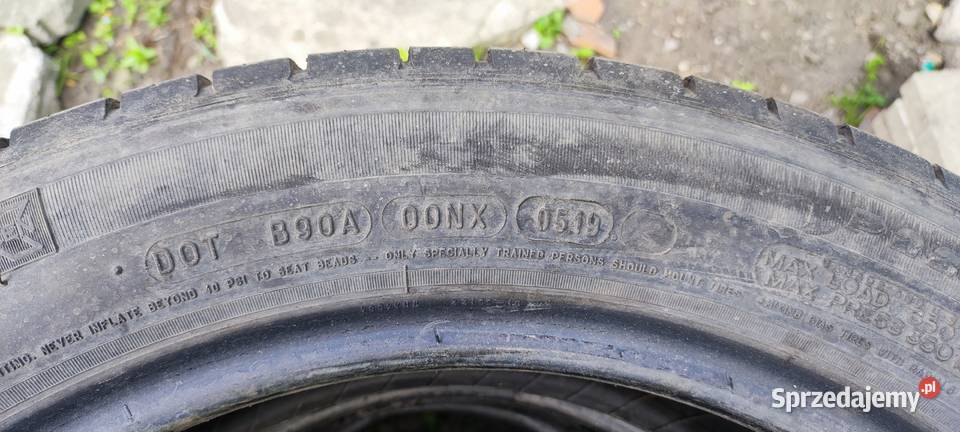 DOT B90A 00NX 0519
NEVER INFLATE BEYOND 40 PSI TO SEAT BEADS -- ONLY SPECIALLY TRAINED PERSONS SHOULD MOUNT TIRES
MAX
LOAD
MAX PRESS 350
Sprzedajemy.pl